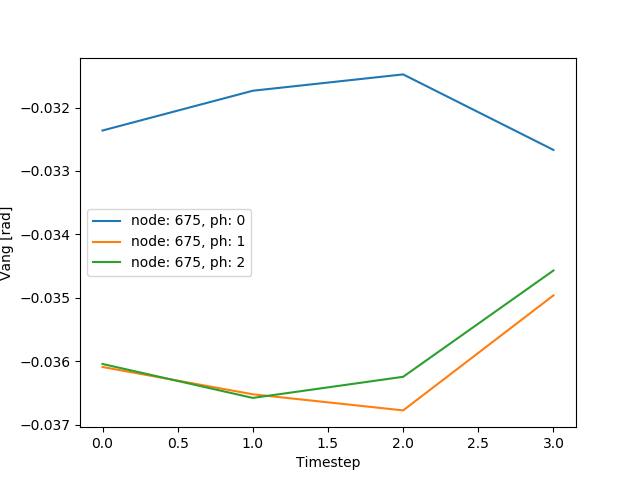 −0.032
−0.033
−0.034
−0.035
−0.036
−0.037
Vang [rad]
node: 675, ph: 0
node: 675, ph: 1
node: 675, ph: 2
0.0 0.5 1.0 1.5 2.0 2.5 3.0
Timestep